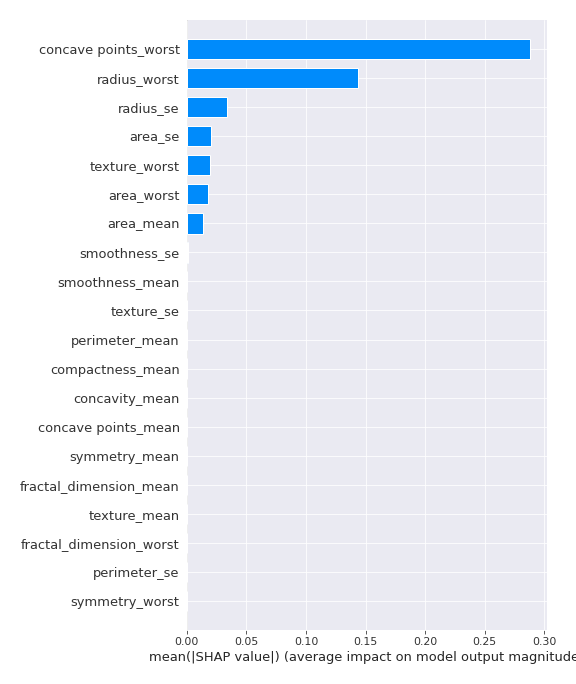 concave points_worst
radius_worst
radius_se
area_se
texture_worst
area_worst
area_mean
smoothness_se
smoothness_mean
texture_se
perimeter_mean
compactness_mean
concavity_mean
concave points_mean
symmetry_mean
fractal_dimension_mean
texture_mean
fractal_dimension_worst
perimeter_se
symmetry_worst
0.00 0.05 0.10 0.15 0.20 0.25 0.30
mean(|SHAP value|) (average impact on model output magnitude